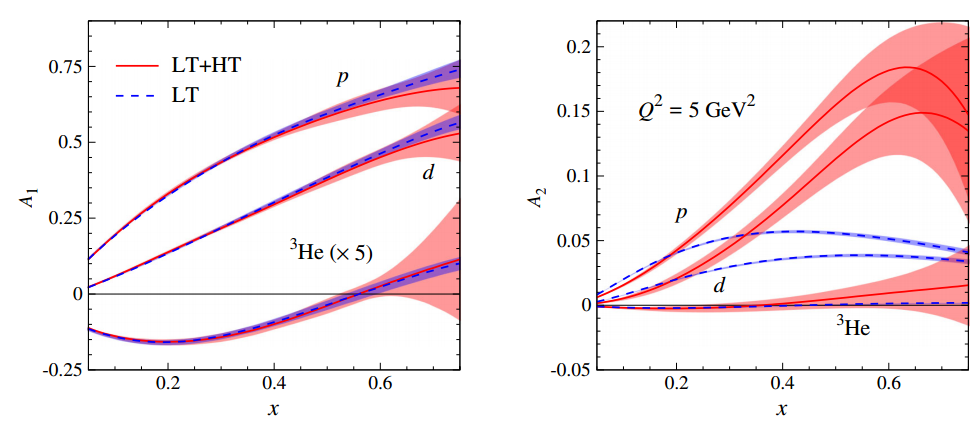 0.75
0.5
0.25
0
-0.25
0.2
0.4
0.6
x
A₁
LT+HT
LT
p
d
³He (× 5)
0.2
0.15
0.1
0.05
0
-0.05
0.2
0.4
0.6
x
A₂
Q² = 5 GeV²
p
d
³He